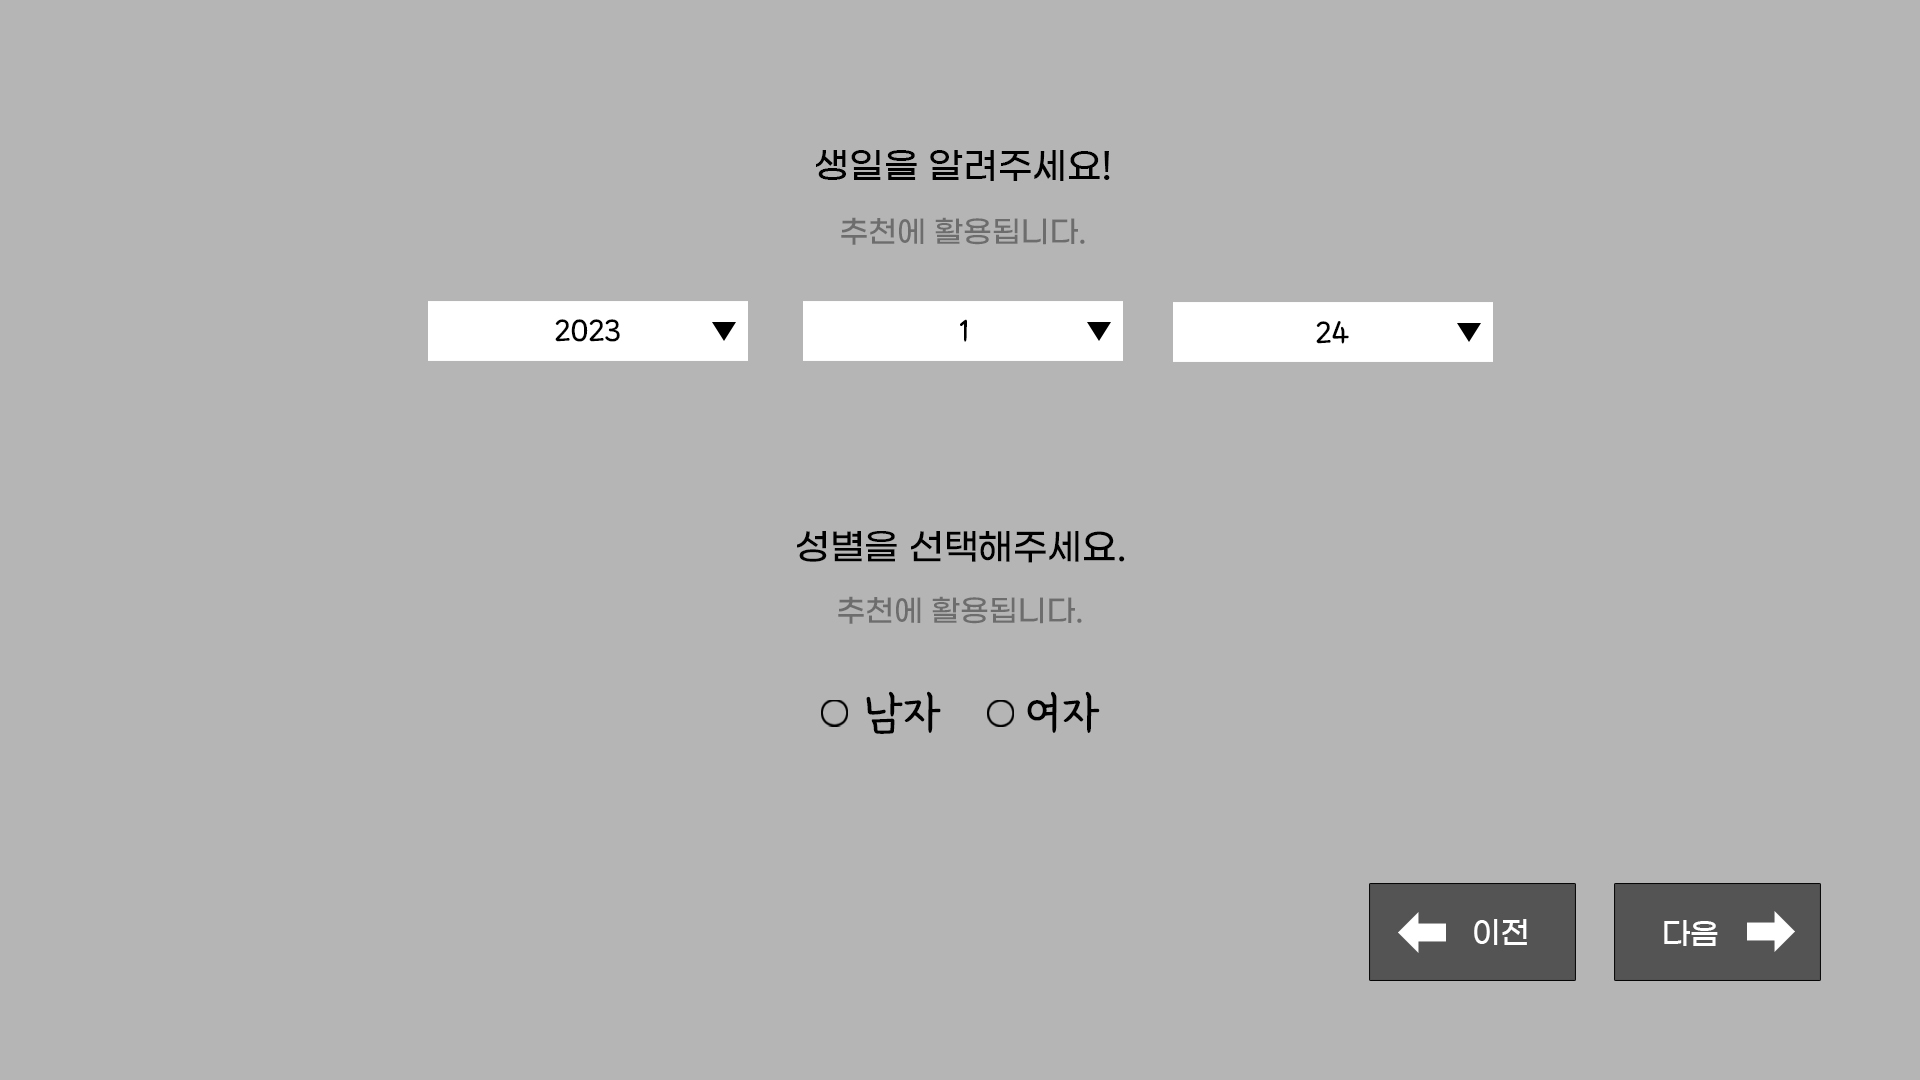 생일을 알려주세요!
추천에 활용됩니다.
2023 1 24
성별을 선택해주세요.
추천에 활용됩니다.
남자 여자
이전 다음